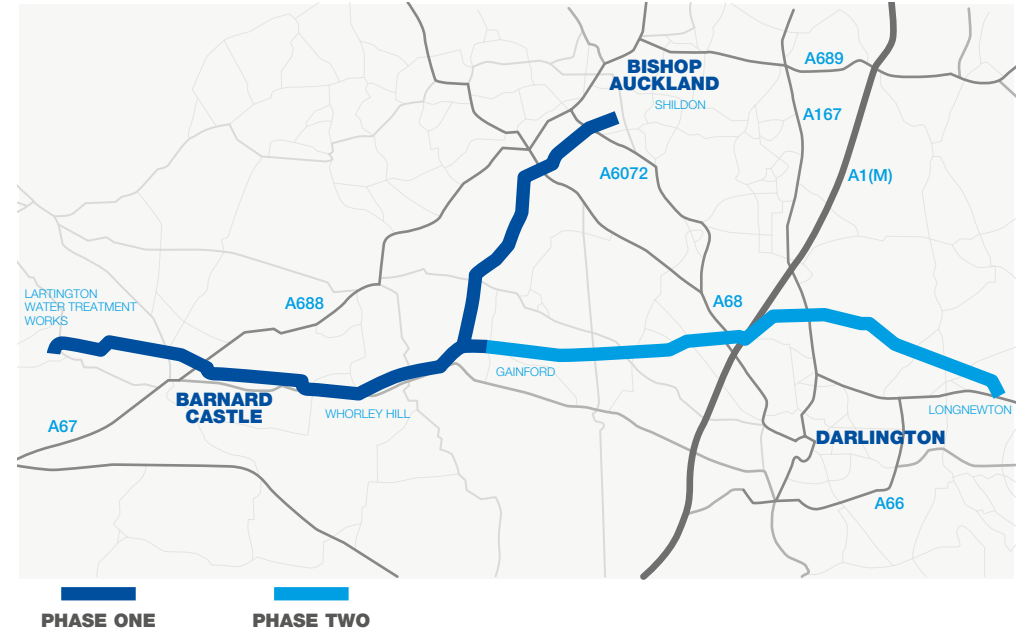 A689
BISHOP
AUCKLAND
SHILDON
A167
A6072
A1(M)
LARTINGTON
WATER TREATMENT
WORKS
A688
A68
GAINFORD
BARNARD
CASTLE
WHORLEY HILL
LONGNEWTON
A67
DARLINGTON
A66
PHASE ONE
PHASE TWO